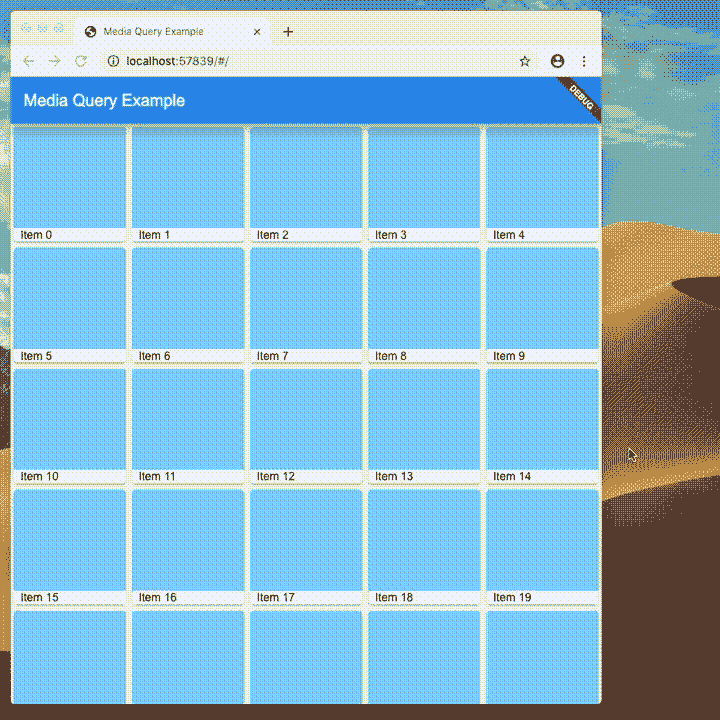 Media Query Example
localhost:57839/#/
Media Query Example
DEBUG
Item 0 Item 1 Item 2 Item 3 Item 4
Item 5 Item 6 Item 7 Item 8 Item 9
Item 10 Item 11 Item 12 Item 13 Item 14
Item 15 Item 16 Item 17 Item 18 Item 19